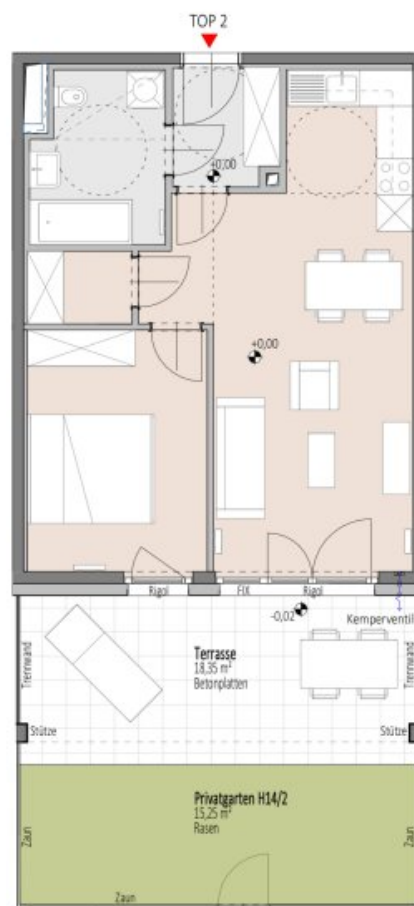 TOP 2
±0,00
±0,00
Rigol
FIX
Rigol
-0,02
Kemperventil
Trennwand
Terrasse
18,35 m²
Betonplatten
Trennwand
Stütze
Stütze
Privatgarten H14/2
15,25 m²
Rasen
Zaun
Zaun
Zaun